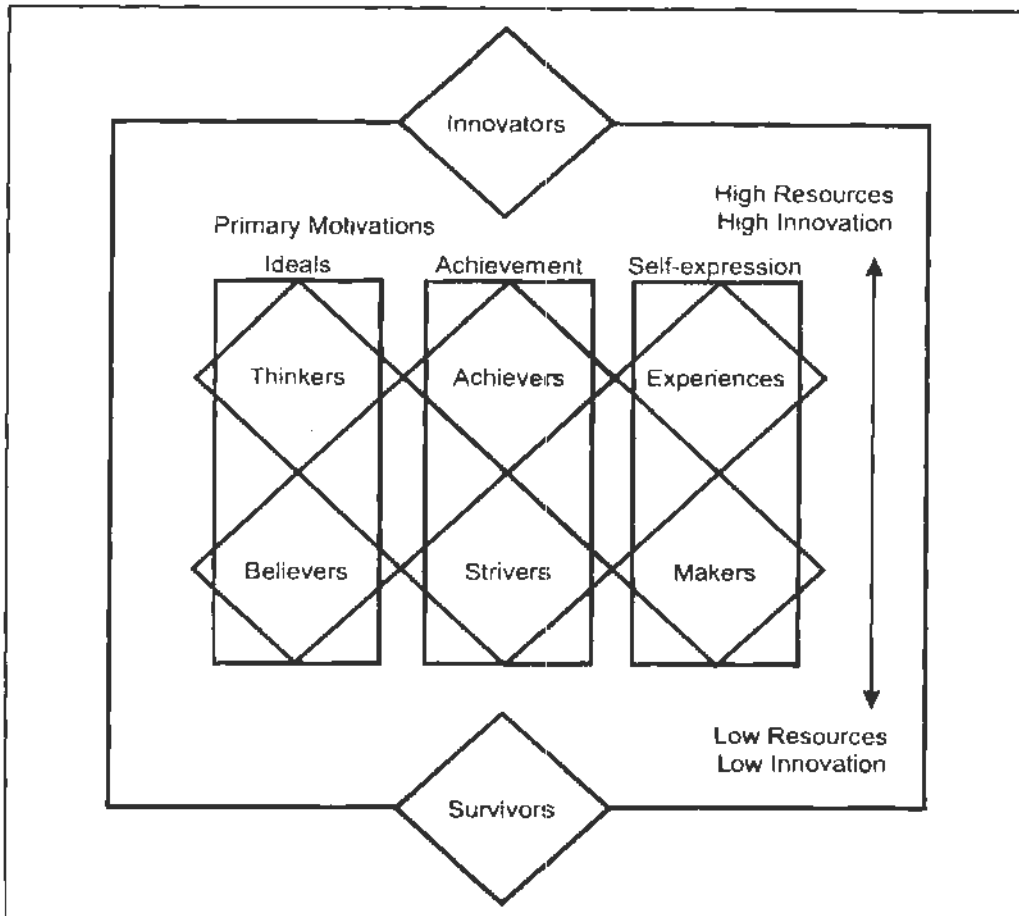 Innovators
High Resources
High Innovation
Primary Motivations
Ideals
Achievement
Self-expression
Thinkers
Achievers
Experiences
Believers
Strivers
Makers
Low Resources
Low Innovation
Survivors